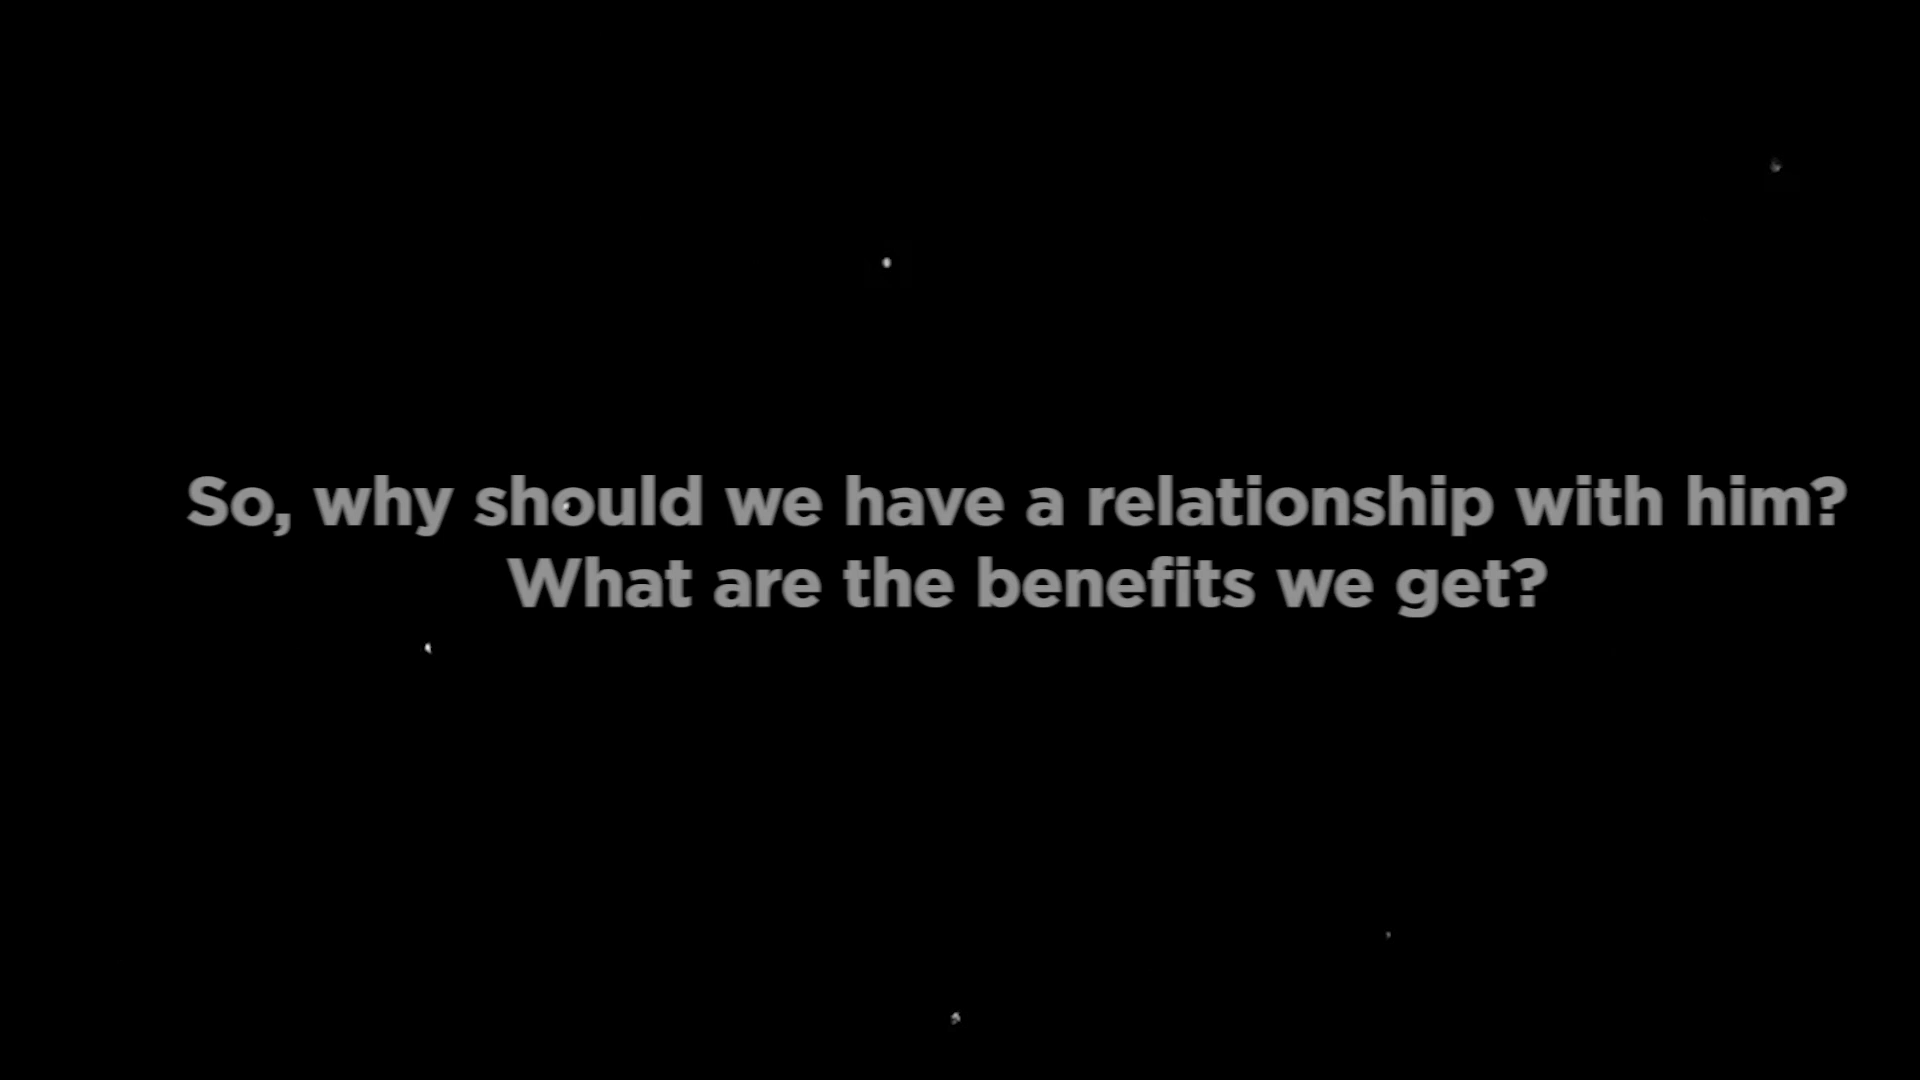 So, why should we have a relationship with him?
What are the benefits we get?